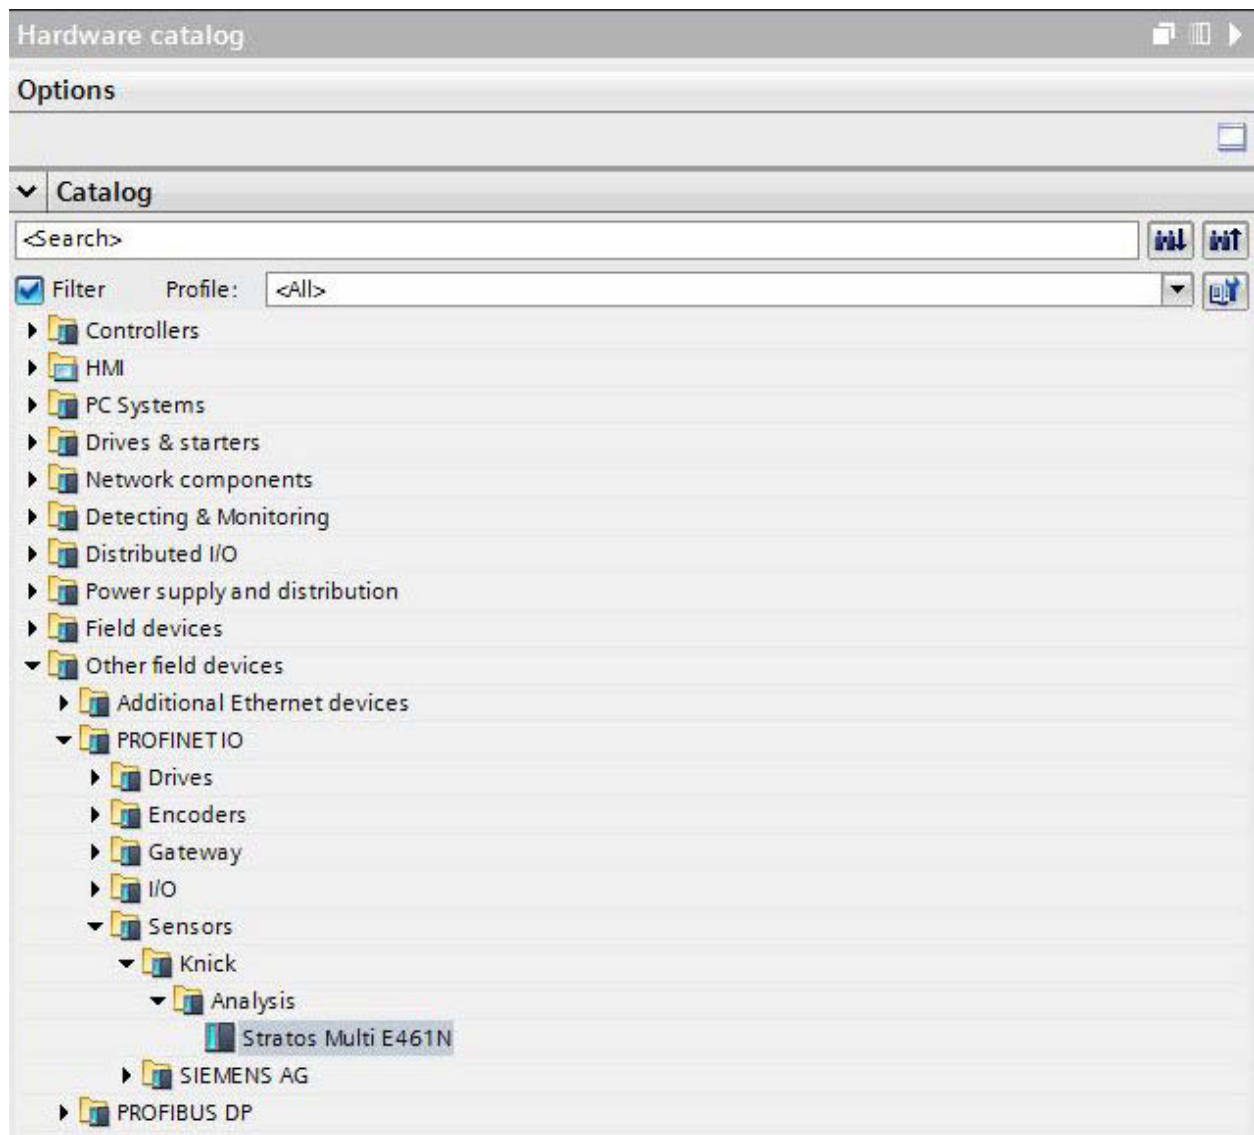 Hardware catalog
Options
Catalog
<Search>
Filter Profile: <All>
Controllers
HMI
PC Systems
Drives & starters
Network components
Detecting & Monitoring
Distributed I/O
Power supply and distribution
Field devices
Other field devices
Additional Ethernet devices
PROFINET IO
Drives
Encoders
Gateway
I/O
Sensors
Knick
Analysis
Stratos Multi E461N
SIEMENS AG
PROFIBUS DP